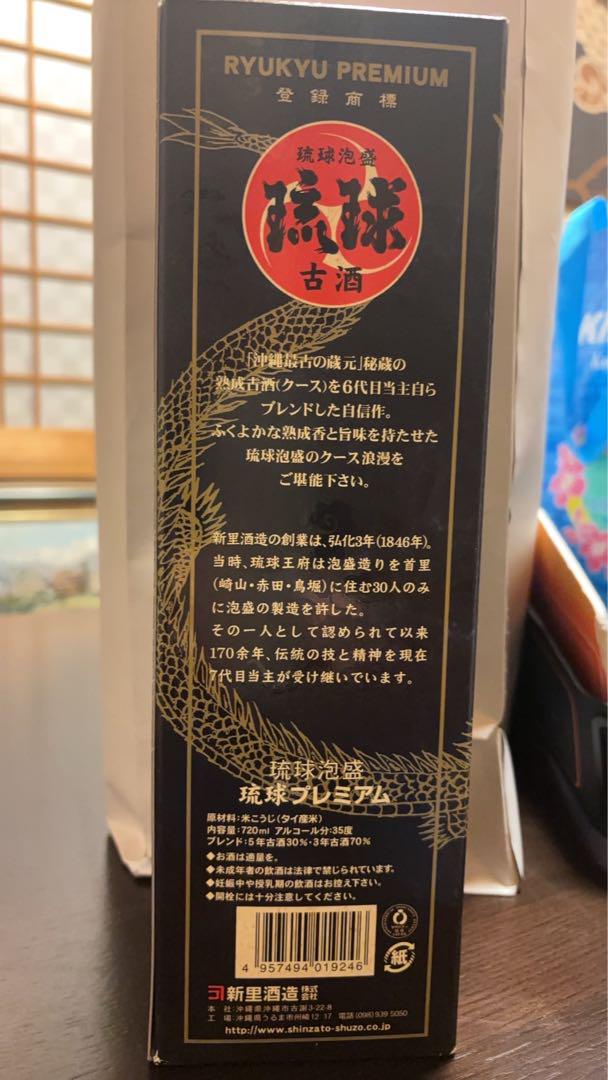 RYUKYU PREMIUM
登録商標
琉球泡盛
琉球
古酒
「沖縄最古の蔵元」秘蔵の
熟成古酒(クース)を6代目当主自ら
ブレンドした自信作。
ふくよかな熟成香と旨味を持たせた
琉球泡盛のクース浪漫を
ご堪能下さい。
新里酒造の創業は、弘化3年(1846年)。
当時、琉球王府は泡盛造りを首里
(崎山・赤田・鳥堀)に住む30人のみ
に泡盛の製造を許した。
その一人として認められて以来
170余年、伝統の技と精神を現在
7代目当主が受け継いでいます。
琉球泡盛
琉球プレミアム
原材料:米こうじ(タイ産米)
内容量:720ml アルコール分:35度
ブレンド:5年古酒30%・3年古酒70%
◆お酒は適量を。
◆未成年者の飲酒は法律で禁じられています。
◆妊娠中や授乳期の飲酒はお控え下さい。
◆開栓には十分注意してください。
4 957494 019246
紙
新里酒造株式会社
本 社:沖縄県沖縄市古謝3-22-8
工 場:沖縄県うるま市州崎12-17 電話(098)939-5050
http://www.shinzato-shuzo.co.jp